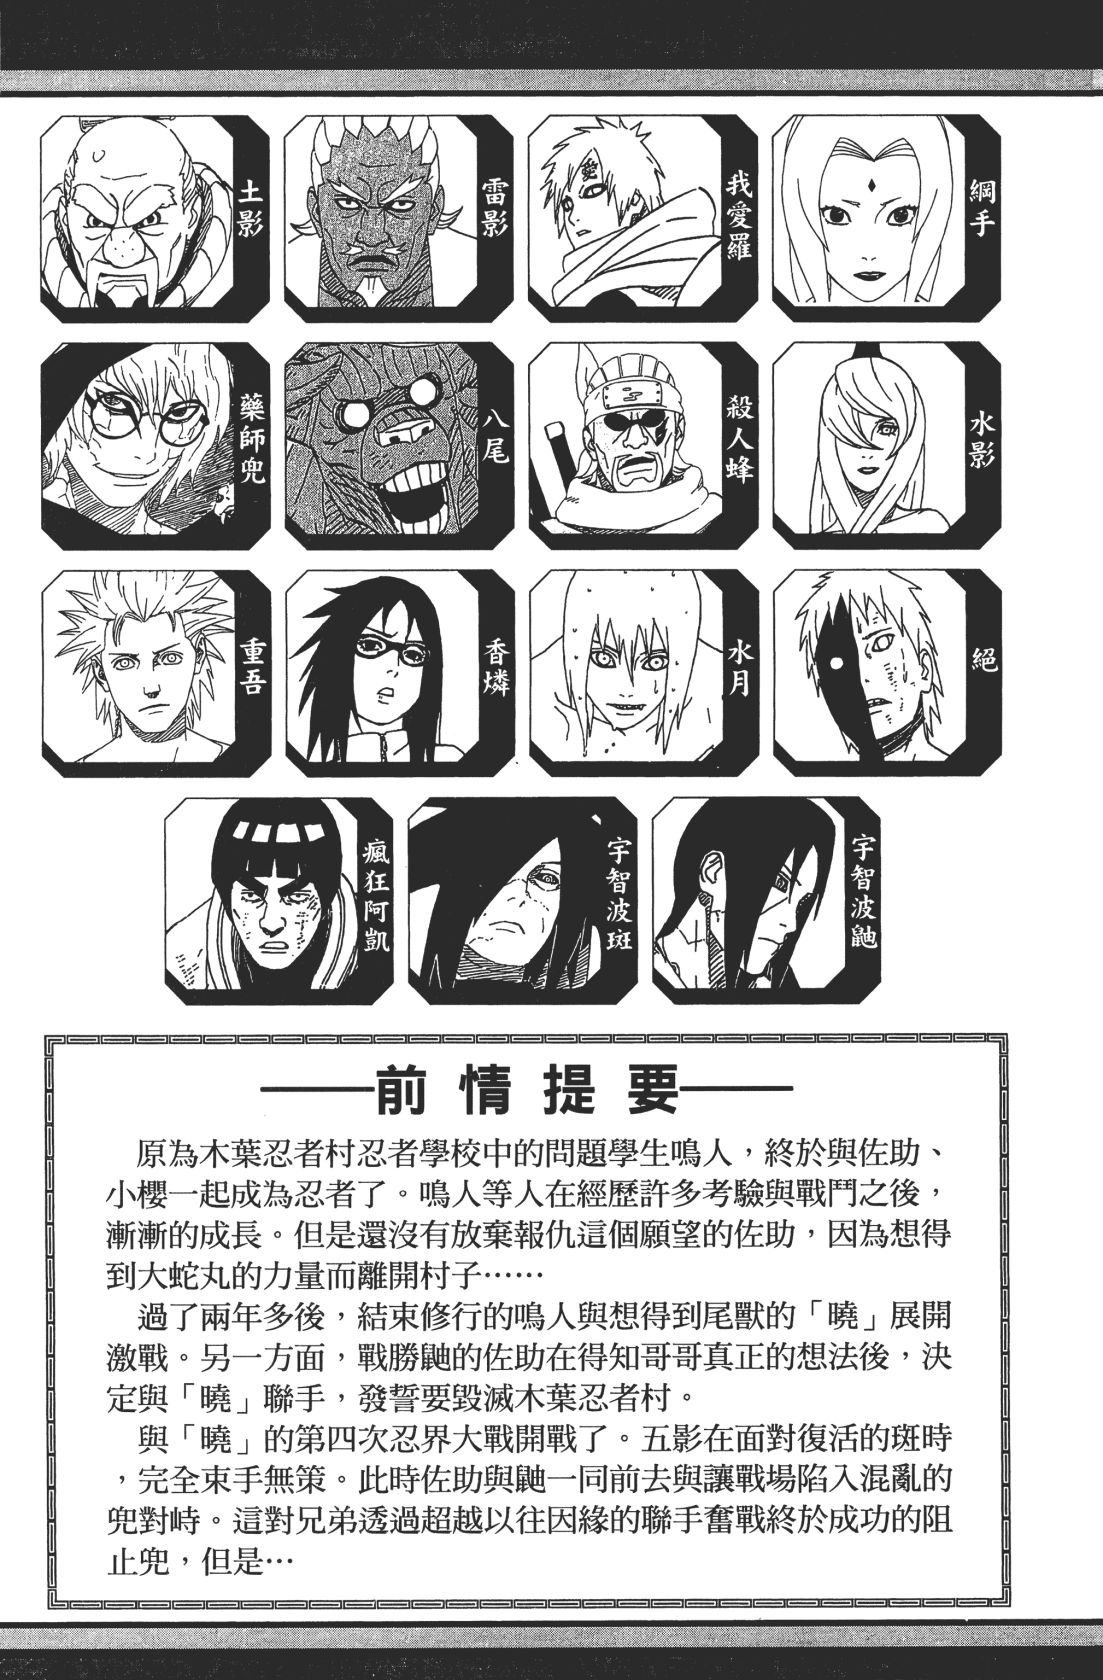 綱手
我愛羅
雷影
土影
水影
殺人蜂
八尾
藥師兜
絕
水月
香燐
重吾
宇智波鼬
宇智波斑
瘋狂阿凱
前情提要
原為木葉忍者村忍者學校中的問題學生鳴人，終於與佐助、
小櫻一起成為忍者了。鳴人等人在經歷許多考驗與戰鬥之後，
漸漸的成長。但是還沒有放棄報仇這個願望的佐助，因為想得
到大蛇丸的力量而離開村子……
過了兩年多後，結束修行的鳴人與想得到尾獸的「曉」展開
激戰。另一方面，戰勝鼬的佐助在得知哥哥真正的想法後，決
定與「曉」聯手，發誓要毀滅木葉忍者村。
與「曉」的第四次忍界大戰開戰了。五影在面對復活的斑時
，完全束手無策。此時佐助與鼬一同前去與讓戰場陷入混亂的
兜對峙。這對兄弟透過超越以往因緣的聯手奮戰終於成功的阻
止兜，但是…